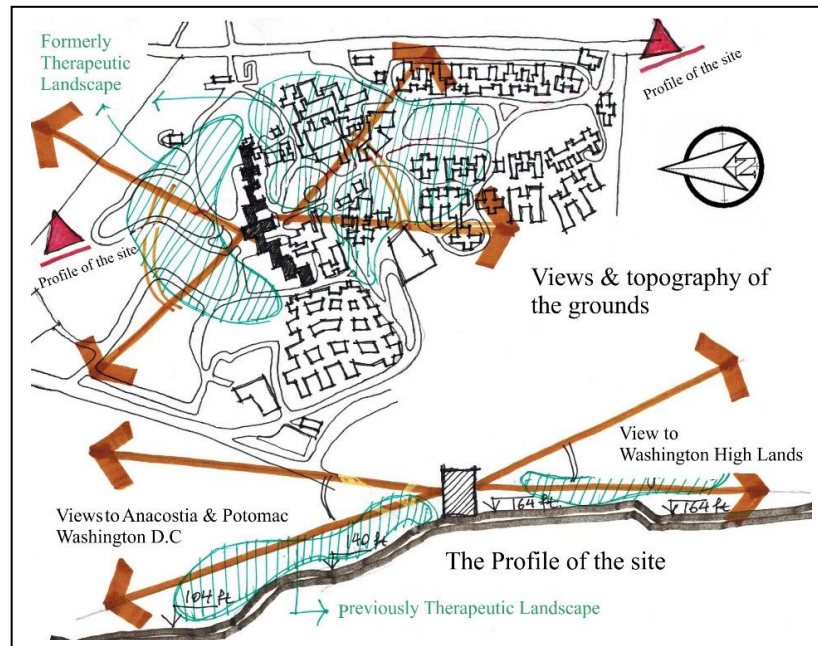 Formerly
Therapeutic
Landscape
Profile of the site
N
Profile of the site
Views & topography of
the grounds
View to
Washington High Lands
164 ft
164 ft
Views to Anacostia & Potomac
Washington D.C
140 ft
The Profile of the site
104 ft
Previously Therapeutic Landscape